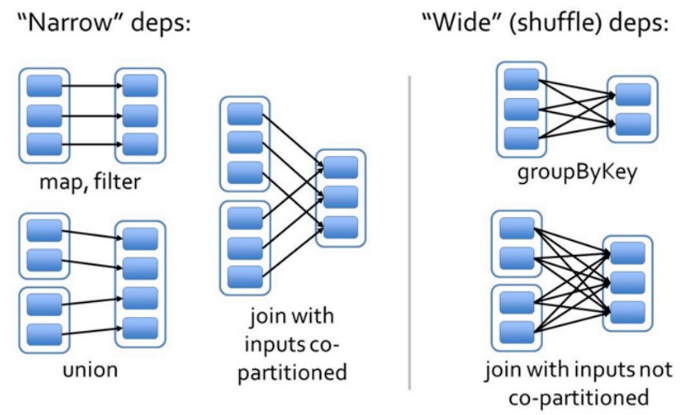 “Narrow” deps:
map, filter
union
join with
inputs co-
partitioned
“Wide” (shuffle) deps:
groupByKey
join with inputs not
co-partitioned